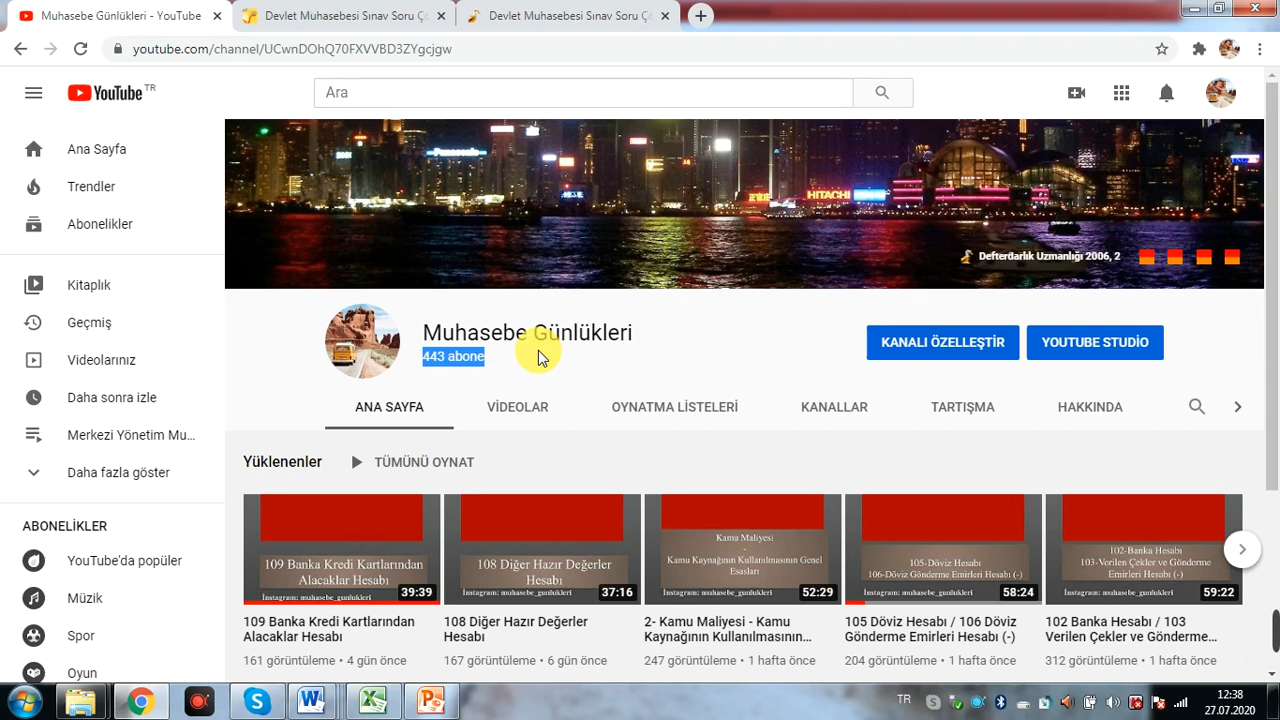 Muhasebe Günlükleri - YouTube
Devlet Muhasebesi Sınav Soru Ç
Devlet Muhasebesi Sınav Soru Ç
youtube.com/channel/UCwnDOhQ70FXVVBD3ZYgcjgw
YouTube TR
Ara
Ana Sayfa
Trendler
Abonelikler
Kitaplık
Geçmiş
Videolarınız
Daha sonra izle
Merkezi Yönetim Mu...
Daha fazla göster
ABONELİKLER
YouTube'da popüler
Müzik
Spor
Oyun
Panasonic
HITACHI
Defterdarlık Uzmanlığı 2006, 2
Muhasebe Günlükleri
443 abone
KANALI ÖZELLEŞTİR
YOUTUBE STUDİO
ANA SAYFA
VİDEOLAR
OYNATMA LİSTELERİ
KANALLAR
TARTIŞMA
HAKKINDA
Yüklenenler
TÜMÜNÜ OYNAT
109 Banka Kredi Kartlarından
Alacaklar Hesabı
39:39
İnstagram: muhasebe_gunlukleri
108 Diğer Hazır Değerler
Hesabı
37:16
İnstagram: muhasebe_gunlukleri
Kamu Maliyesi
-
Kamu Kaynağının Kullanılmasının Genel
Esasları
52:29
İnstagram: muhasebe_gunlukleri
105-Döviz Hesabı
106-Döviz Gönderme Emirleri Hesabı (-)
58:24
İnstagram: muhasebe_gunlukleri
102-Banka Hesabı
103-Verilen Çekler ve Gönderme
Emirleri Hesabı (-)
59:22
İnstagram: muhasebe_gunlukleri
109 Banka Kredi Kartlarından
Alacaklar Hesabı
161 görüntüleme • 4 gün önce
108 Diğer Hazır Değerler
Hesabı
167 görüntüleme • 6 gün önce
2- Kamu Maliyesi - Kamu
Kaynağının Kullanılmasının...
247 görüntüleme • 1 hafta önce
105 Döviz Hesabı / 106 Döviz
Gönderme Emirleri Hesabı (-)
204 görüntüleme • 1 hafta önce
102 Banka Hesabı / 103
Verilen Çekler ve Gönderme...
312 görüntüleme • 1 hafta önce
TR
12:38
27.07.2020